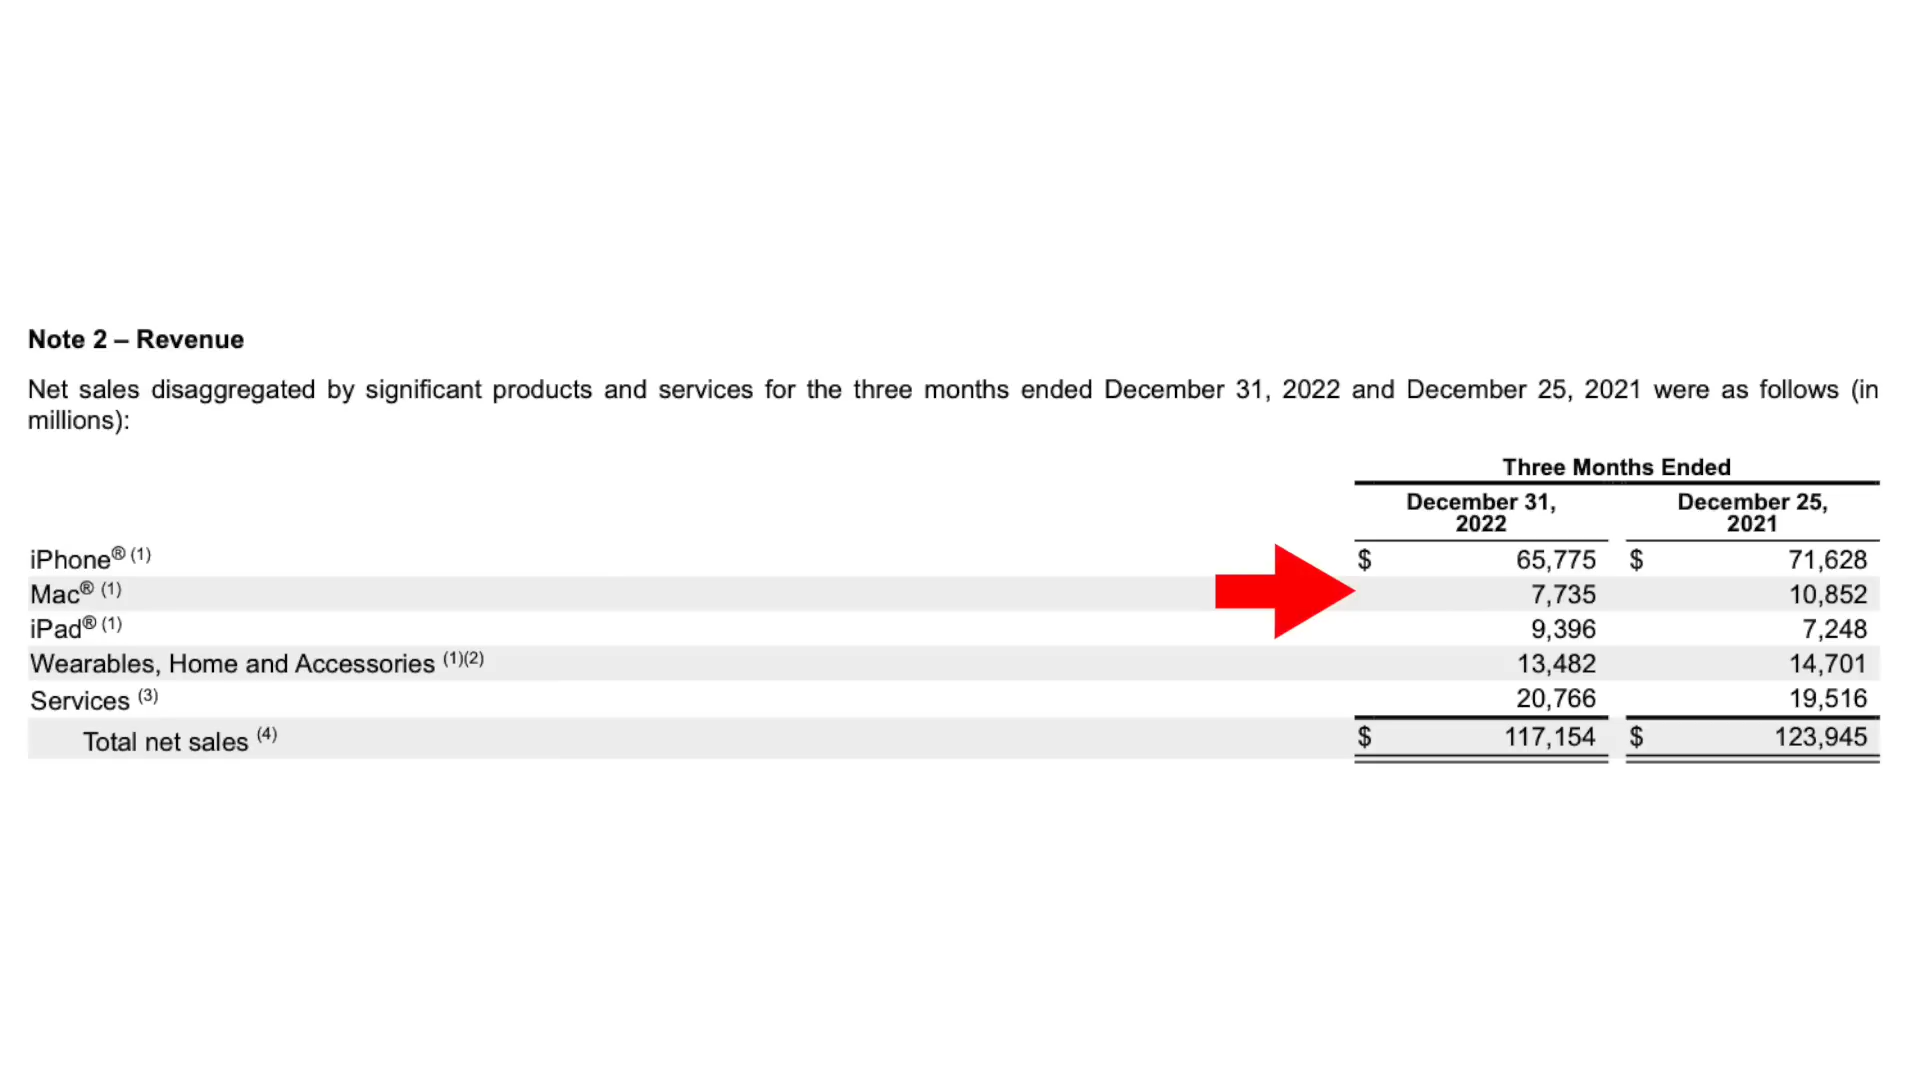 Note 2 – Revenue
Net sales disaggregated by significant products and services for the three months ended December 31, 2022 and December 25, 2021 were as follows (in
millions):
Three Months Ended
December 31, 2022 December 25, 2021
iPhone® (1) $ 65,775 $ 71,628
Mac® (1) 7,735 10,852
iPad® (1) 9,396 7,248
Wearables, Home and Accessories (1)(2) 13,482 14,701
Services (3) 20,766 19,516
Total net sales (4) $ 117,154 $ 123,945